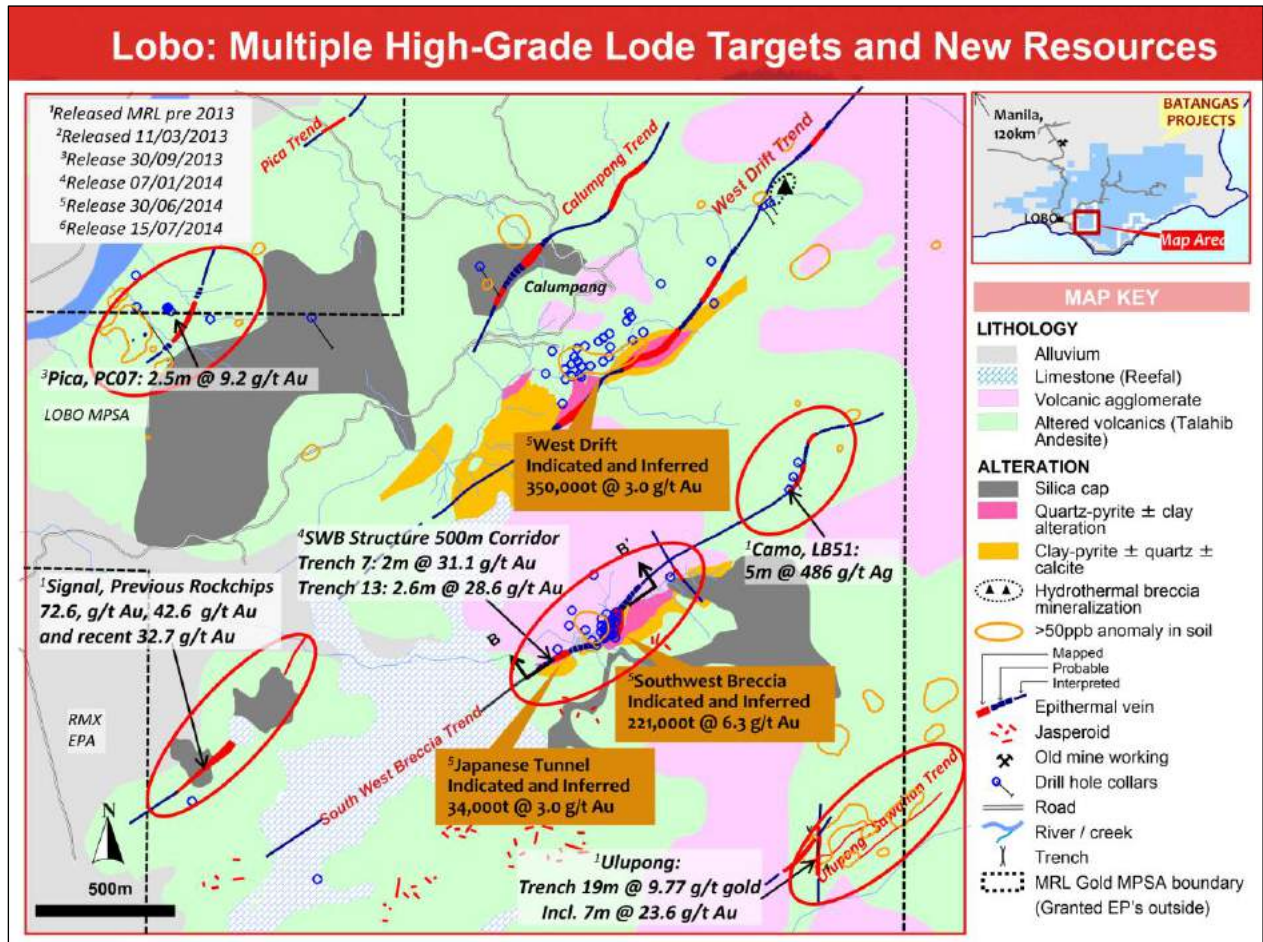 Lobo: Multiple High-Grade Lode Targets and New Resources
¹Released MRL pre 2013
²Released 11/03/2013
³Release 30/09/2013
⁴Release 07/01/2014
⁵Release 30/06/2014
⁶Release 15/07/2014
Pica Trend
Calumpang Trend
West Drift Trend
Calumpang
³Pica, PC07: 2.5m @ 9.2 g/t Au
LOBO MPSA
⁵West Drift
Indicated and Inferred
350,000t @ 3.0 g/t Au
⁴SWB Structure 500m Corridor
Trench 7: 2m @ 31.1 g/t Au
Trench 13: 2.6m @ 28.6 g/t Au
B'
B
¹Camo, LB51:
5m @ 486 g/t Ag
¹Signal, Previous Rockchips
72.6, g/t Au, 42.6 g/t Au
and recent 32.7 g/t Au
RMX
EPA
South West Breccia Trend
⁵Southwest Breccia
Indicated and Inferred
221,000t @ 6.3 g/t Au
⁵Japanese Tunnel
Indicated and Inferred
34,000t @ 3.0 g/t Au
Ulupong - Sawahan Trend
¹Ulupong:
Trench 19m @ 9.77 g/t gold
Incl. 7m @ 23.6 g/t Au
N
500m
BATANGAS
PROJECTS
Manila,
120km
LOBO
Map Area
MAP KEY
LITHOLOGY
Alluvium
Limestone (Reefal)
Volcanic agglomerate
Altered volcanics (Talahib
Andesite)
ALTERATION
Silica cap
Quartz-pyrite ± clay
alteration
Clay-pyrite ± quartz ±
calcite
Hydrothermal breccia
mineralization
>50ppb anomaly in soil
Mapped
Probable
Interpreted
Epithermal vein
Jasperoid
Old mine working
Drill hole collars
Road
River / creek
Trench
MRL Gold MPSA boundary
(Granted EP's outside)